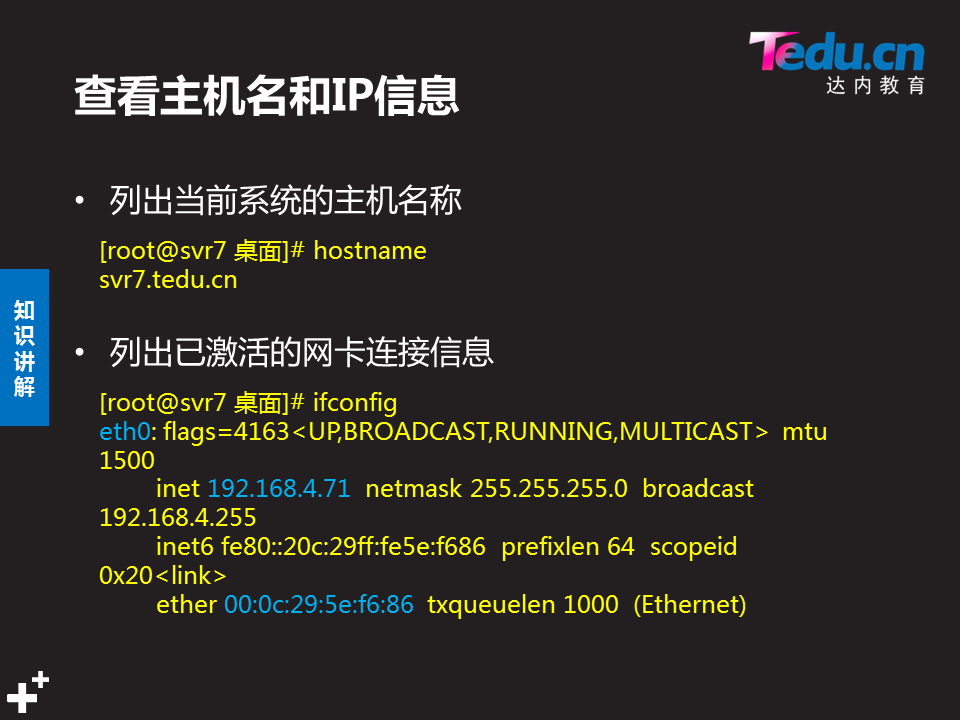 Tedu.cn
达内教育
查看主机名和IP信息
• 列出当前系统的主机名称
[root@svr7 桌面]# hostname
svr7.tedu.cn
知识讲解
• 列出已激活的网卡连接信息
[root@svr7 桌面]# ifconfig
eth0: flags=4163<UP,BROADCAST,RUNNING,MULTICAST>  mtu
1500
inet 192.168.4.71  netmask 255.255.255.0  broadcast
192.168.4.255
inet6 fe80::20c:29ff:fe5e:f686  prefixlen 64  scopeid
0x20<link>
ether 00:0c:29:5e:f6:86  txqueuelen 1000  (Ethernet)